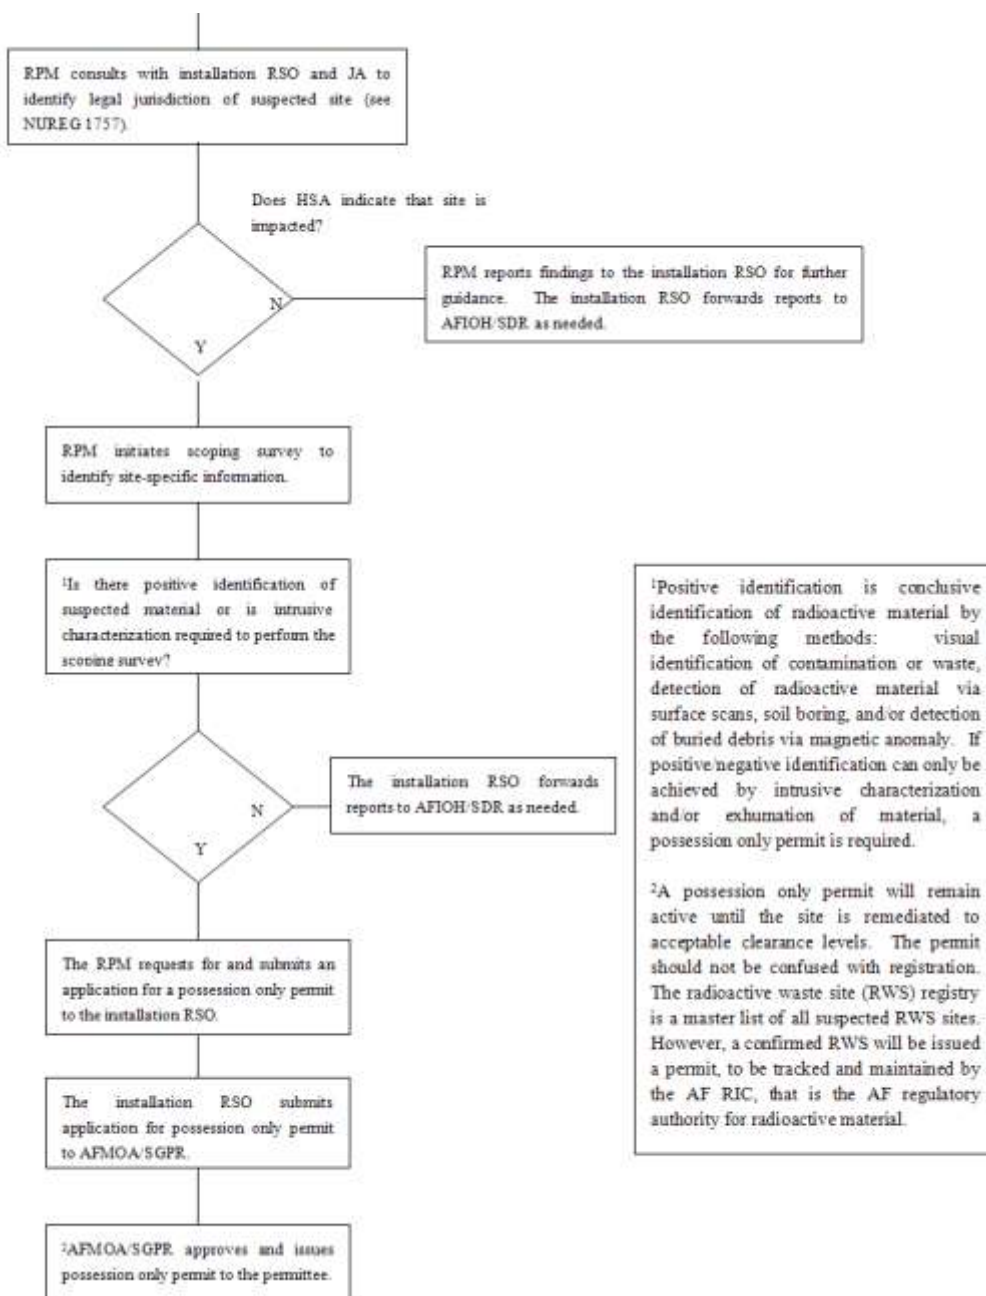 RPM consults with installation RSO and JA to
identify legal jurisdiction of suspected site (see
NUREG 1757).
Does HSA indicate that site is
impacted?
N
RPM reports findings to the installation RSO for further
guidance. The installation RSO forwards reports to
AFIOH/SDR as needed.
Y
RPM initiates scoping survey to
identify site-specific information.
¹Is there positive identification of
suspected material or is intrusive
characterization required to perform the
scoping survey?
N
The installation RSO forwards
reports to AFIOH/SDR as needed.
Y
The RPM requests for and submits an
application for a possession only permit
to the installation RSO.
The installation RSO submits
application for possession only permit
to AFMOA/SGPR.
²AFMOA/SGPR approves and issues
possession only permit to the permittee.
¹Positive identification is conclusive
identification of radioactive material by
the following methods: visual
identification of contamination or waste,
detection of radioactive material via
surface scans, soil boring, and/or detection
of buried debris via magnetic anomaly. If
positive/negative identification can only be
achieved by intrusive characterization
and/or exhumation of material, a
possession only permit is required.
²A possession only permit will remain
active until the site is remediated to
acceptable clearance levels. The permit
should not be confused with registration.
The radioactive waste site (RWS) registry
is a master list of all suspected RWS sites.
However, a confirmed RWS will be issued
a permit, to be tracked and maintained by
the AF RIC, that is the AF regulatory
authority for radioactive material.